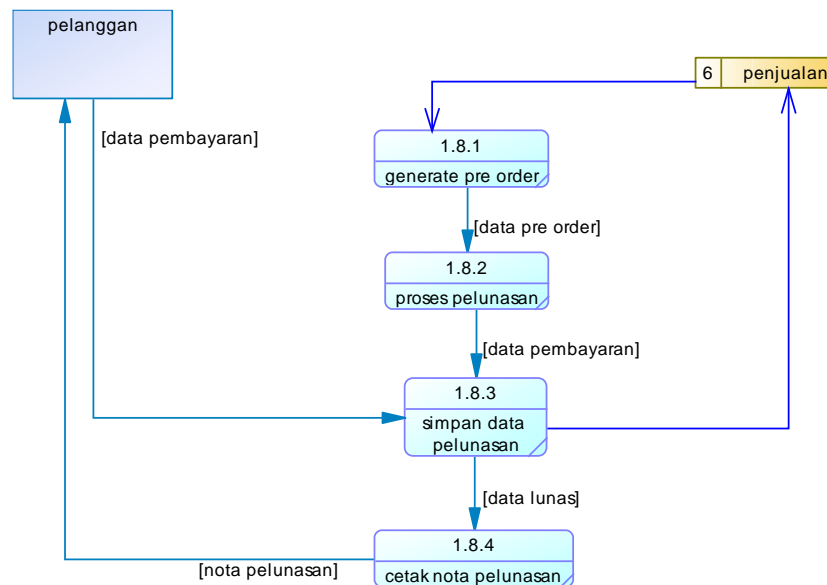 pelanggan
6 penjualan
[data pembayaran]
1.8.1
generate pre order
[data pre order]
1.8.2
proses pelunasan
[data pembayaran]
1.8.3
simpan data
pelunasan
[data lunas]
1.8.4
cetak nota pelunasan
[nota pelunasan]